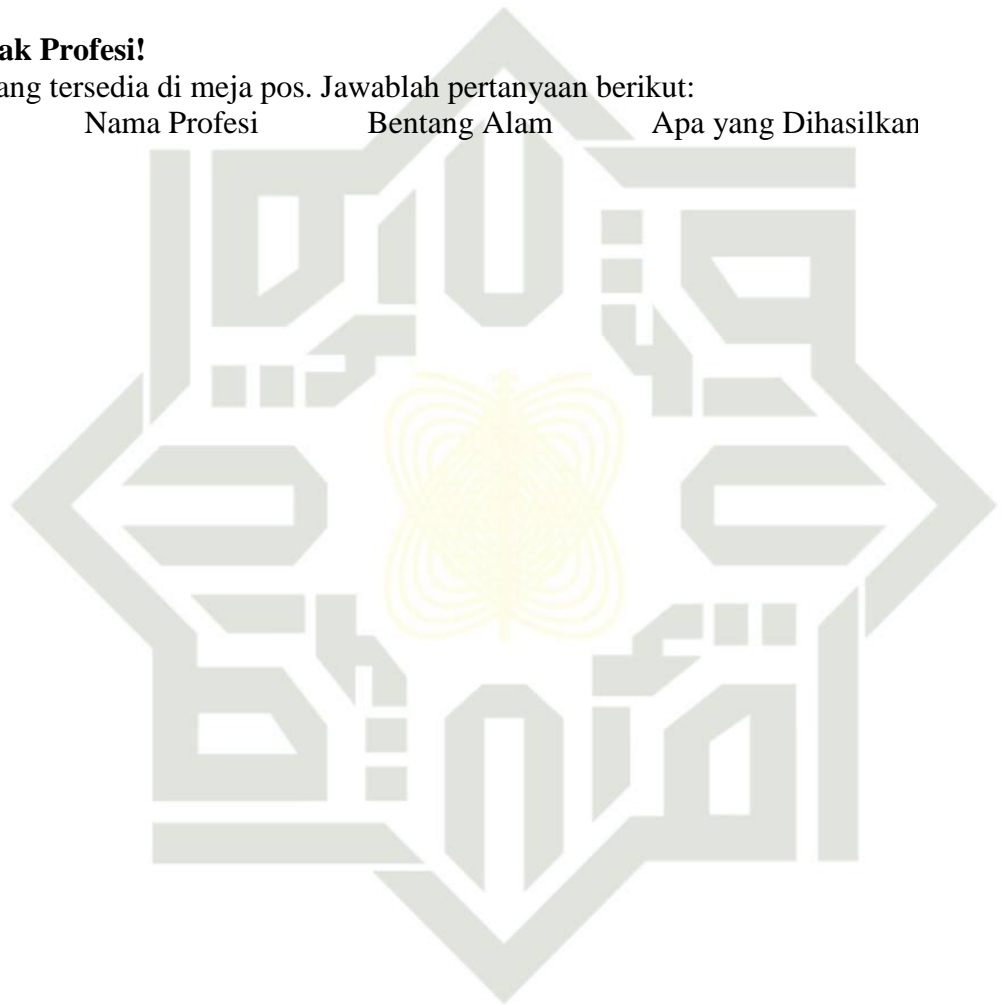 ak Profesi!
ang tersedia di meja pos. Jawablah pertanyaan berikut:
Nama Profesi Bentang Alam Apa yang Dihasilkan